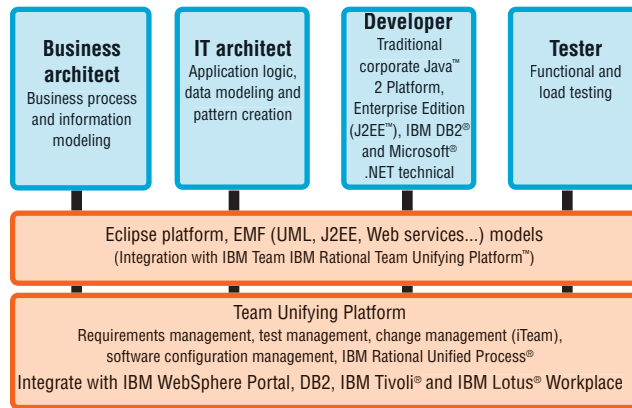 Business
architect
Business process
and information
modeling
IT architect
Application logic,
data modeling and
pattern creation
Developer
Traditional
corporate Java™
2 Platform,
Enterprise Edition
(J2EE™), IBM DB2®
and Microsoft®
.NET technical
Tester
Functional and
load testing
Eclipse platform, EMF (UML, J2EE, Web services...) models
(Integration with IBM Team IBM Rational Team Unifying Platform™)
Team Unifying Platform
Requirements management, test management, change management (iTeam),
software configuration management, IBM Rational Unified Process®
Integrate with IBM WebSphere Portal, DB2, IBM Tivoli® and IBM Lotus® Workplace